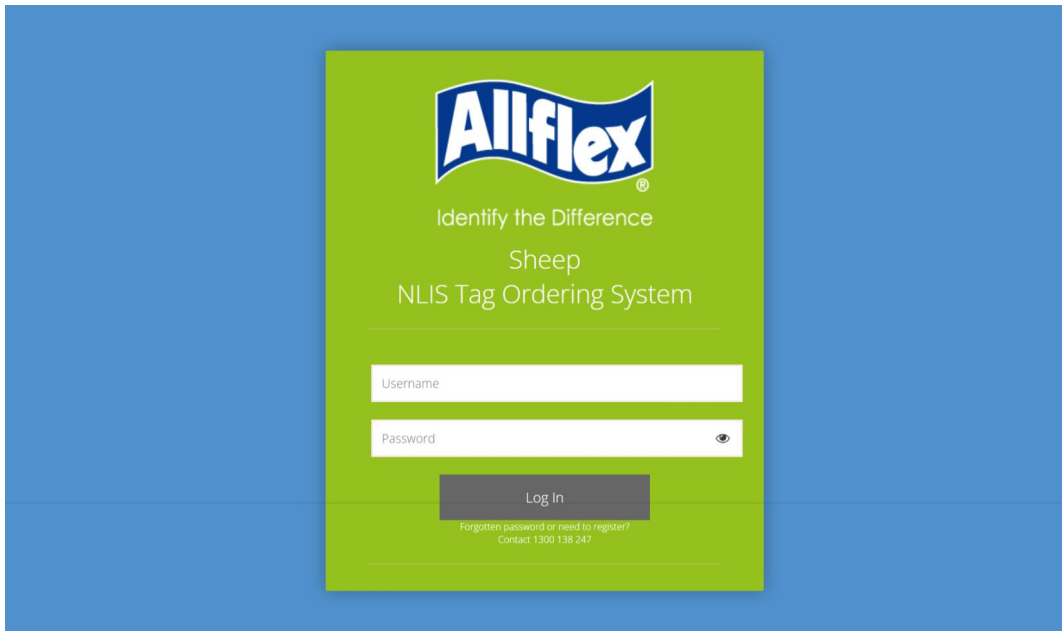 Allflex
®
Identify the Difference
Sheep
NLIS Tag Ordering System
Username
Password
Log In
Forgotten password or need to register?
Contact 1300 138 247